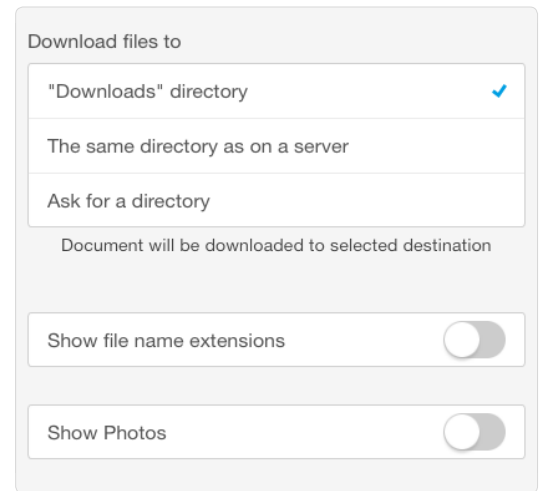 Download files to
"Downloads" directory
The same directory as on a server
Ask for a directory
Document will be downloaded to selected destination
Show file name extensions
Show Photos